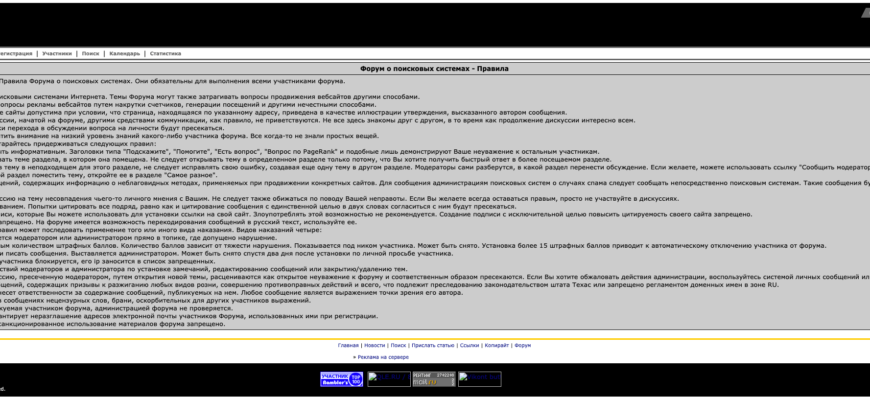 Регистрация | Участники | Поиск | Календарь | Статистика
Форум о поисковых системах - Правила
Правила Форума о поисковых системах. Они обязательны для выполнения всеми участниками форума.
исковыми системами Интернета. Темы Форума могут также затрагивать вопросы продвижения вебсайтов другими способами.
опросы рекламы вебсайтов путем накрутки счетчиков, генерации посещений и другими нечестными способами.
е сайты допустима при условии, что страница, находящаяся по указанному адресу, приведена в качестве иллюстрации утверждения, высказанного автором сообщения.
ссии, начатой на форуме, другими средствами коммуникации, как правило, не приветствуются. Не все здесь знакомы друг с другом, в то время как продолжение дискуссии интересно всем.
ки перехода в обсуждении вопроса на личности будут пресекаться.
тить внимание на низкий уровень знаний какого-либо участника форума. Все когда-то не знали простых вещей.
тарайтесь придерживаться следующих правил:
ыть информативным. Заголовки типа "Подскажите", "Помогите", "Есть вопрос", "Вопрос по PageRank" и подобные лишь демонстрируют Ваше неуважение к остальным участникам.
вать теме раздела, в котором она помещена. Не следует открывать тему в определенном разделе только потому, что Вы хотите получить быстрый ответ в более посещаемом разделе.
в тему в неподходящем для этого разделе, не следует исправлять свою ошибку, создавая еще одну тему в другом разделе. Модераторы сами разберутся, в какой раздел перенести обсуждение. Если желаете, можете использовать ссылку "Сообщить модератор
й раздел поместить тему, откройте ее в разделе "Самое разное".
щений, содержащих информацию о неблаговидных методах, применяемых при продвижении конкретных сайтов. Для сообщения администрациям поисковых систем о случаях спама следует сообщать непосредственно поисковым системам. Такие сообщения бу
ссию на тему несовпадения чьего-то личного мнения с Вашим. Не следует также обижаться по поводу Вашей неправоты. Если Вы желаете всегда оставаться правым, просто не участвуйте в дискуссиях.
ованием. Попытки цитировать все подряд, равно как и цитирование сообщения с единственной целью в двух словах согласиться с ним будут пресекаться.
писи, которые Вы можете использовать для установки ссылки на свой сайт. Злоупотреблять этой возможностью не рекомендуется. Создание подписи с исключительной целью повысить цитируемость своего сайта запрещено.
апрещено. На форуме имеется возможность перекодирования сообщений в русский текст, используйте ее.
равил может последовать применение того или иного вида наказания. Видов наказаний четыре:
ется модератором или администратором прямо в топике, где допущено нарушение.
ым количеством штрафных баллов. Количество баллов зависит от тяжести нарушения. Показывается под ником участника. Может быть снято. Установка более 15 штрафных баллов приводит к автоматическому отключению участника от форума.
и писать сообщения. Выставляется администратором. Может быть снято спустя два дня после установки по личной просьбе участника.
участника блокируется, его ip заносится в список запрещенных.
ствий модераторов и администратора по установке замечаний, редактированию сообщений или закрытию/удалению тем.
ссию, пресеченную модератором, путем открытия новой темы, расцениваются как открытое неуважение к форуму и соответственным образом пресекаются. Если Вы хотите обжаловать действия администрации, воспользуйтесь системой личных сообщений ил
щений, содержащих призывы к разжиганию любых видов розни, совершению противоправных действий и всего, что подлежит преследованию законодательством штата Техас или запрещено регламентом доменных имен в зоне RU.
несет ответственности за содержание сообщений, публикуемых на нем. Любое сообщение является выражением точки зрения его автора.
в сообщениях нецензурных слов, брани, оскорбительных для других участников выражений.
куемая участником форума, администрацией форума не проверяется.
антирует неразглашение адресов электронной почты участников Форума, использованных ими при регистрации.
санкционированное использование материалов форума запрещено.
Главная | Новости | Поиск | Прислать статью | Ссылки | Копирайт | Форум
» Реклама на сервере
УЧАСТНИК Rambler's TOP 100